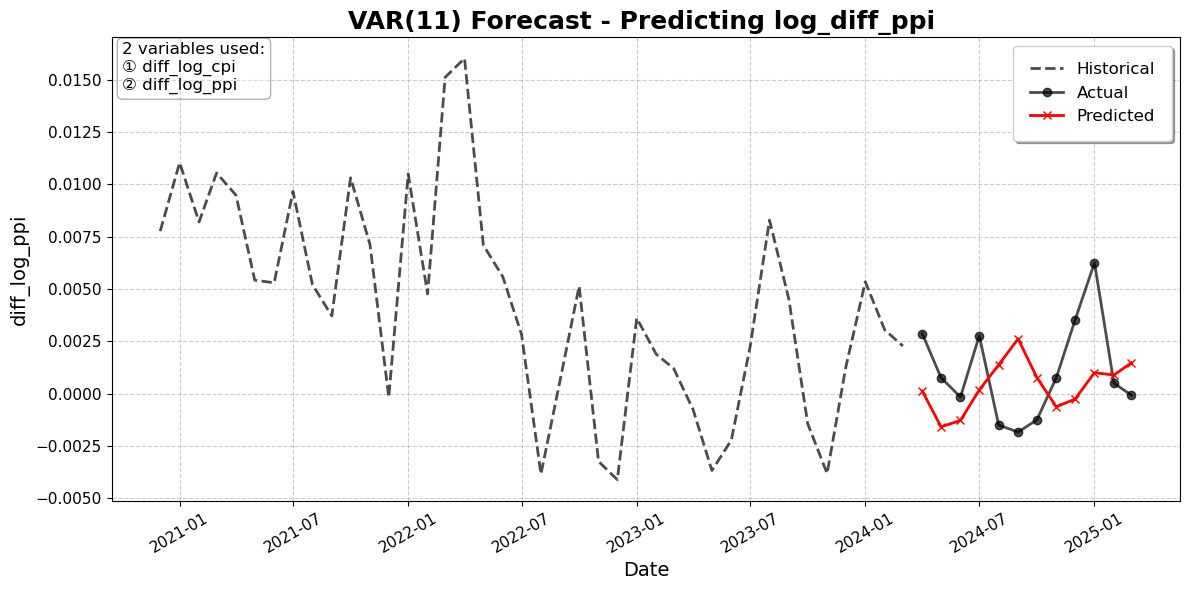 VAR(11) Forecast - Predicting log_diff_ppi
2 variables used:
① diff_log_cpi
② diff_log_ppi
Historical
Actual
Predicted
diff_log_ppi
0.0150
0.0125
0.0100
0.0075
0.0050
0.0025
0.0000
−0.0025
−0.0050
2021-01
2021-07
2022-01
2022-07
2023-01
2023-07
2024-01
2024-07
2025-01
Date